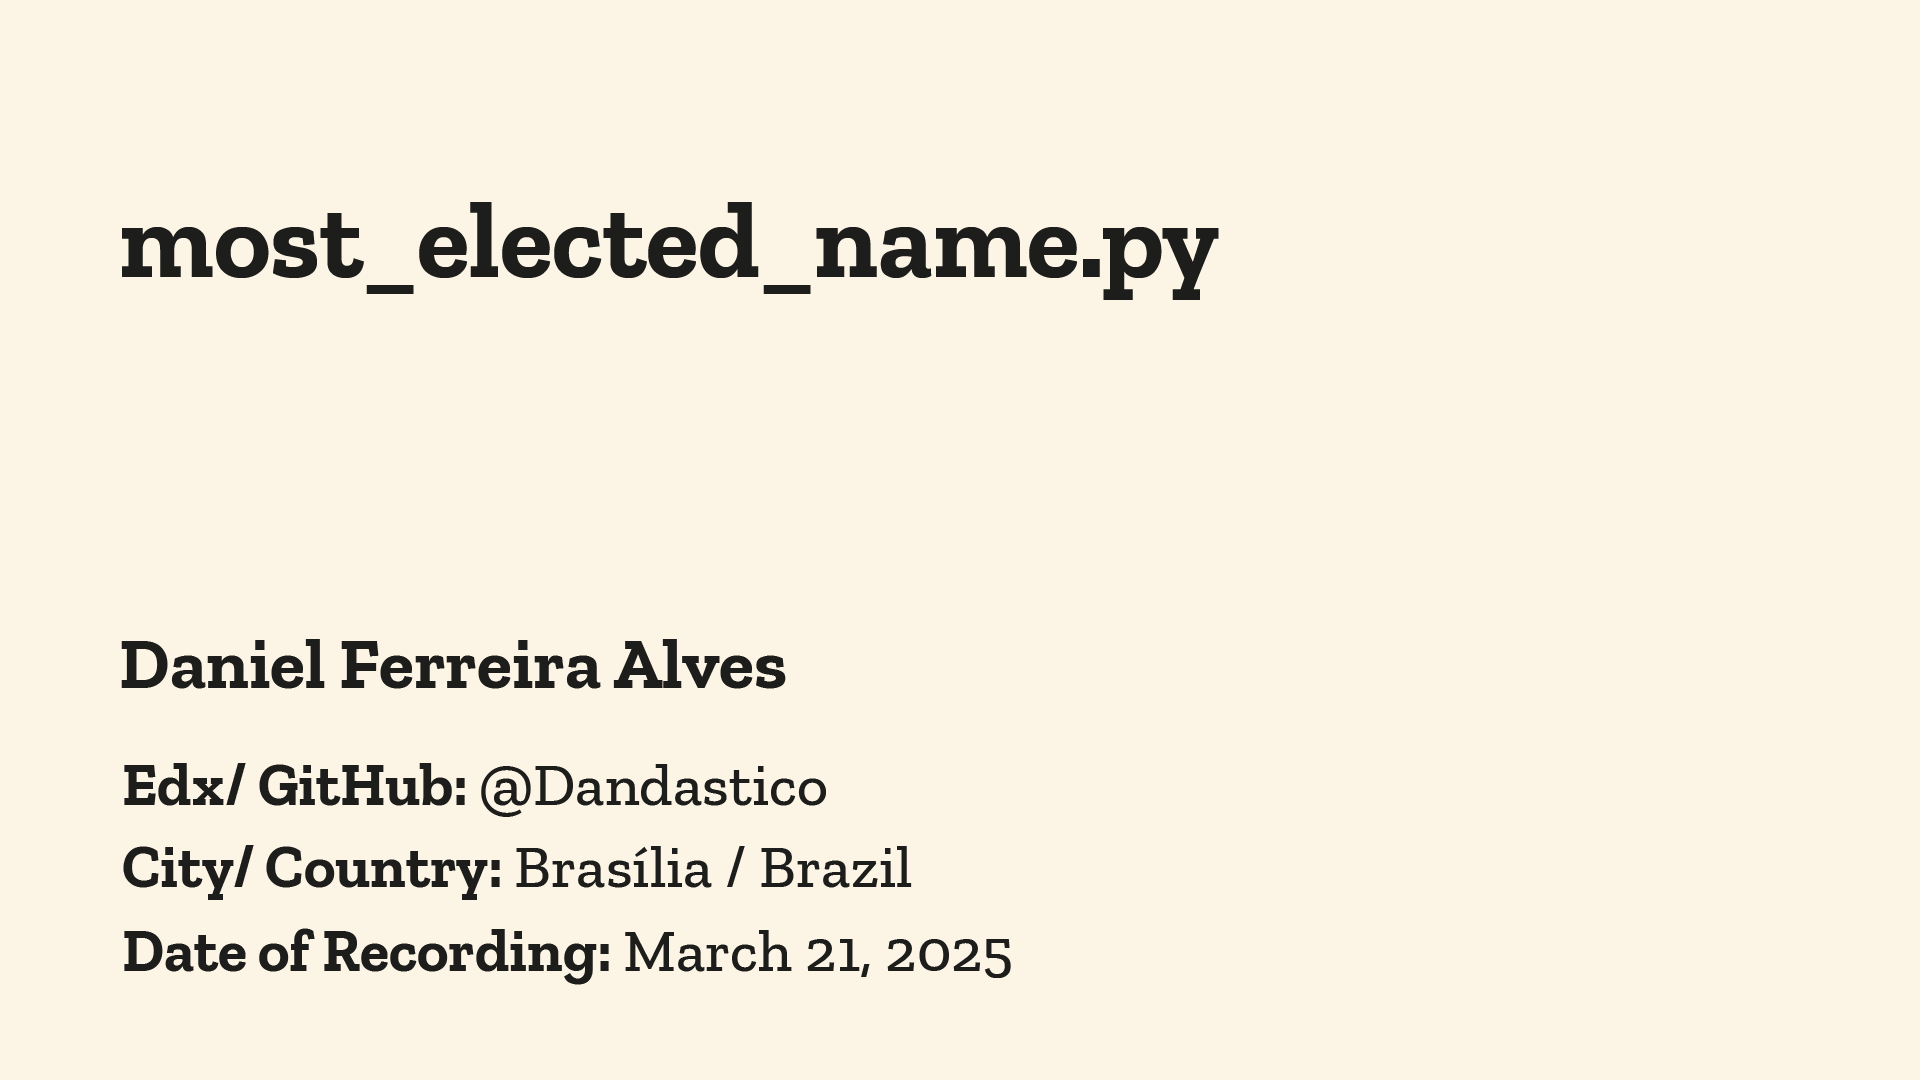 most_elected_name.py
Daniel Ferreira Alves
Edx/ GitHub: @Dandastico
City/ Country: Brasília / Brazil
Date of Recording: March 21, 2025